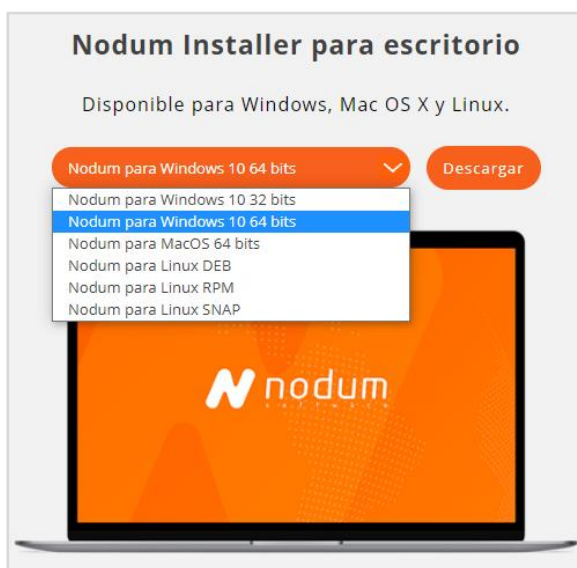 Nodum Installer para escritorio
Disponible para Windows, Mac OS X y Linux.
Nodum para Windows 10 64 bits
Descargar
Nodum para Windows 10 32 bits
Nodum para Windows 10 64 bits
Nodum para MacOS 64 bits
Nodum para Linux DEB
Nodum para Linux RPM
Nodum para Linux SNAP
nodum
software